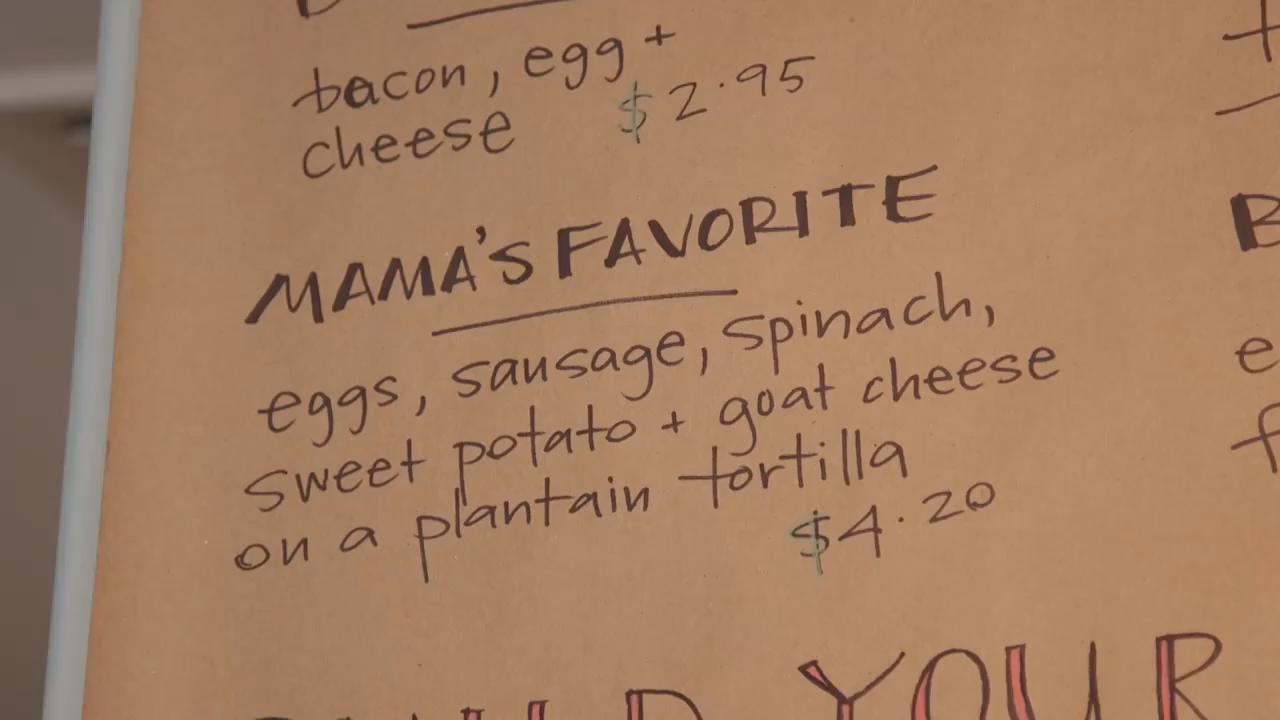 bacon, egg +
cheese $2.95
MAMA'S FAVORITE
eggs, sausage, spinach,
sweet potato + goat cheese
on a plantain tortilla
$4.20
YOUR